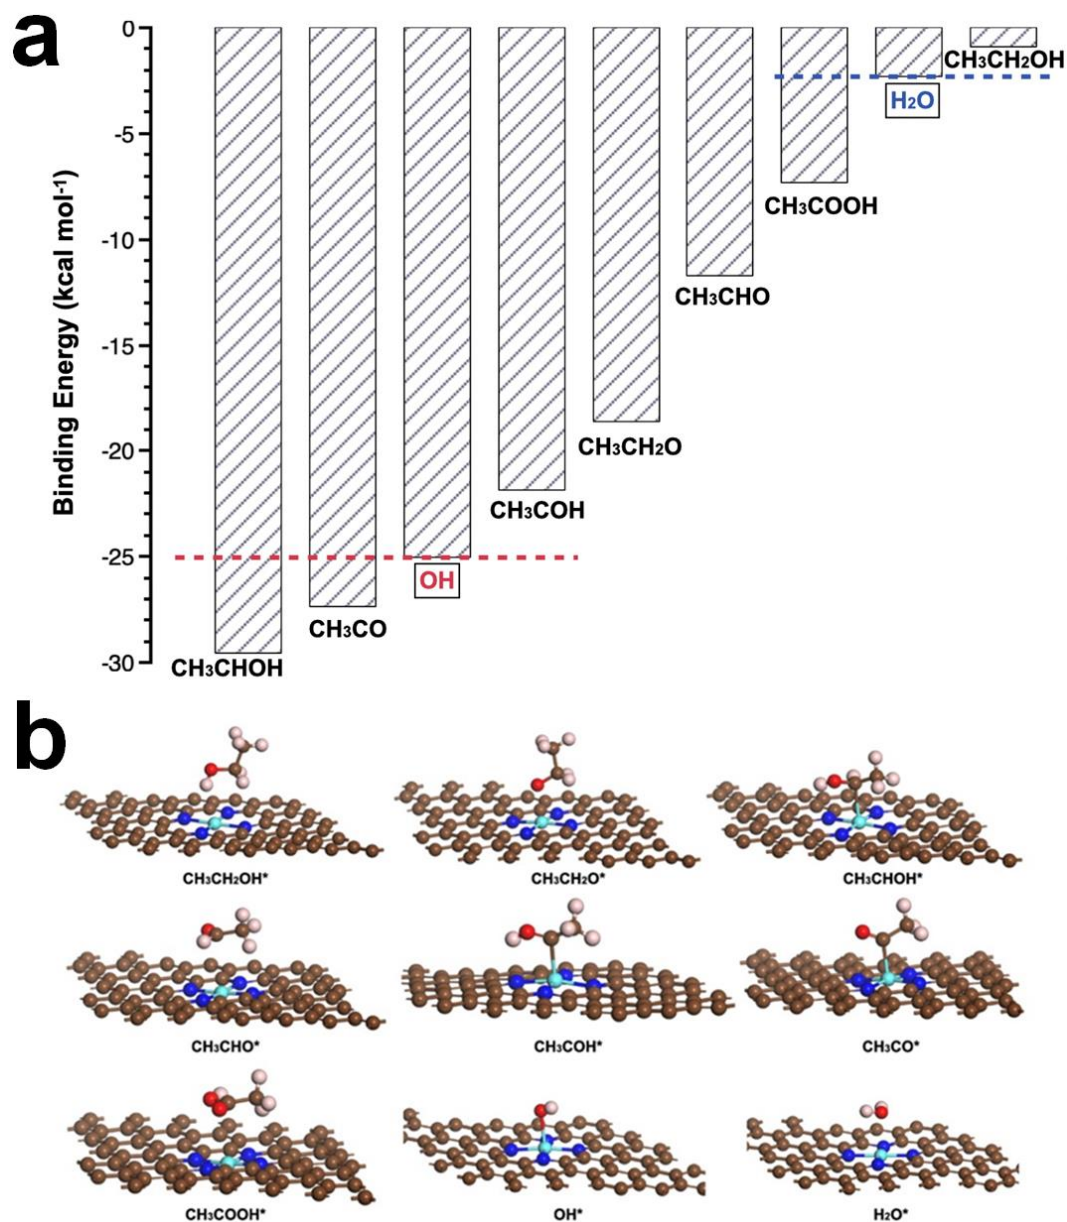 a
Binding Energy (kcal mol-1)
0
-5
-10
-15
-20
-25
-30
CH3CHOH
CH3CO
OH
CH3COH
CH3CH2O
CH3CHO
CH3COOH
H2O
CH3CH2OH
b
CH3CH2OH* CH3CH2O* CH3CHOH*
CH3CHO* CH3COH* CH3CO*
CH3COOH* OH* H2O*